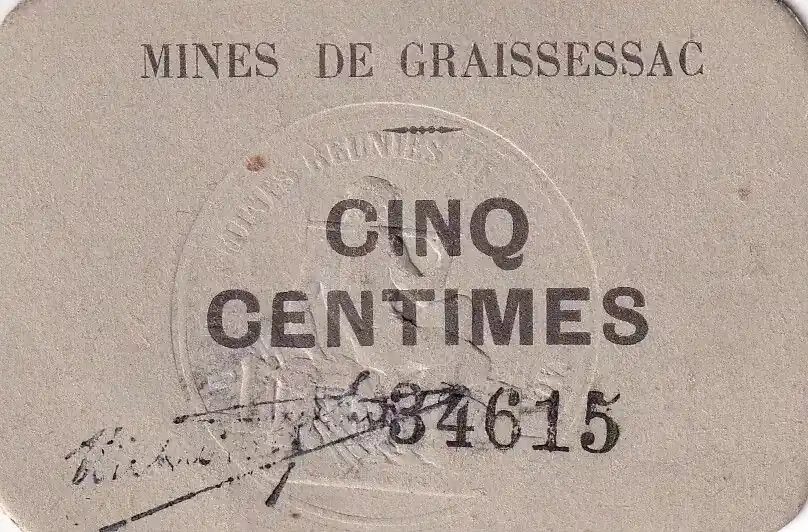 MINES DE GRAISSESSAC
CINQ
CENTIMES
34615